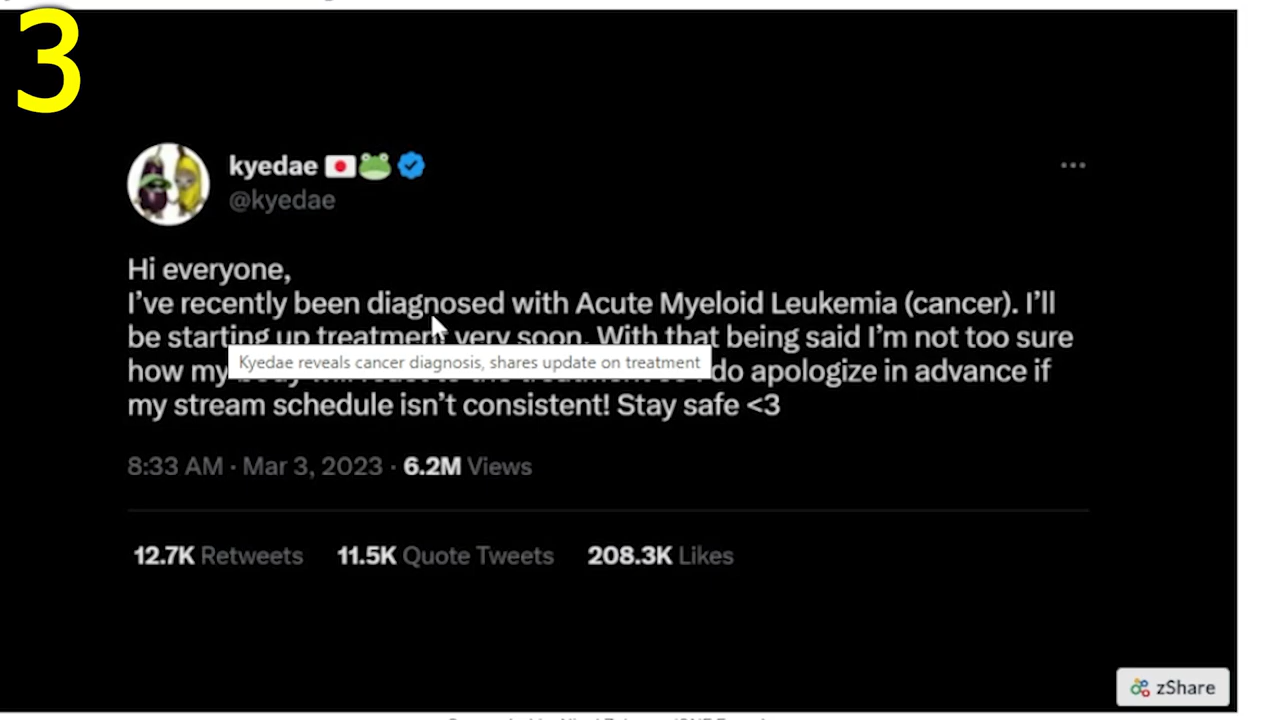 3
kyedae
@kyedae
Hi everyone,
I've recently been diagnosed with Acute Myeloid Leukemia (cancer). I'll
be starting up treatment very soon. With that being said I'm not too sure
Kyedae reveals cancer diagnosis, shares update on treatment
how my do apologize in advance if
my stream schedule isn't consistent! Stay safe <3
8:33 AM · Mar 3, 2023 · 6.2M Views
12.7K Retweets 11.5K Quote Tweets 208.3K Likes
zShare